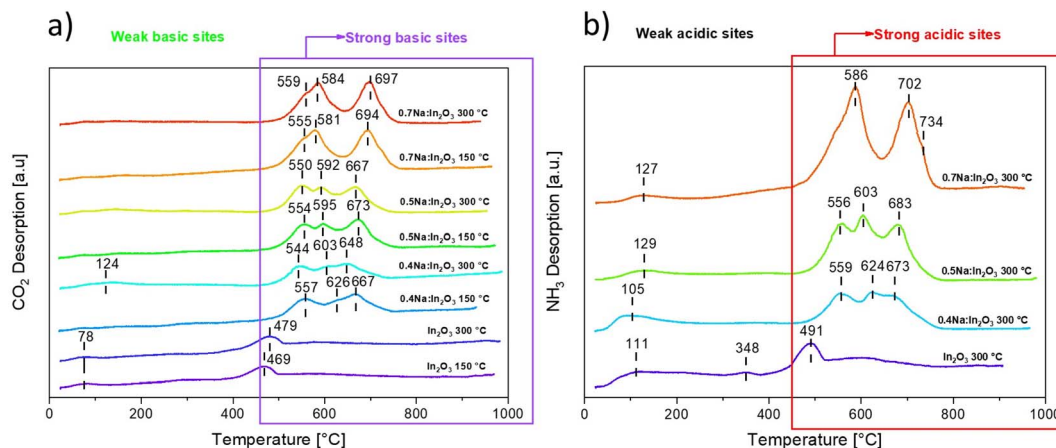 a)
Weak basic sites
Strong basic sites
559
584
697
0.7Na:In₂O₃ 300 °C
555
581
694
0.7Na:In₂O₃ 150 °C
550
592
667
0.5Na:In₂O₃ 300 °C
554
595
673
0.5Na:In₂O₃ 150 °C
124
544
603
648
0.4Na:In₂O₃ 300 °C
557
626
667
0.4Na:In₂O₃ 150 °C
78
479
In₂O₃ 300 °C
469
In₂O₃ 150 °C
CO₂ Desorption [a.u]
0
200
400
600
800
1000
Temperature [°C]
b)
Weak acidic sites
Strong acidic sites
586
702
734
127
0.7Na:In₂O₃ 300 °C
556
603
683
129
0.5Na:In₂O₃ 300 °C
105
559
624
673
0.4Na:In₂O₃ 300 °C
111
348
491
In₂O₃ 300 °C
NH₃ Desorption [a.u.]
0
200
400
600
800
1000
Temperature [°C]